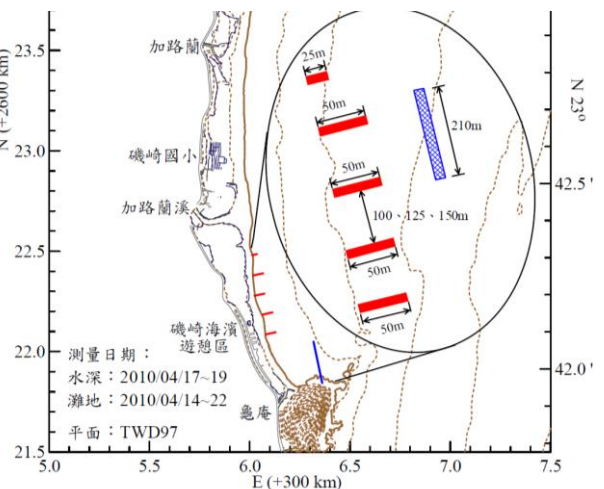 23.5
23.0
22.5
22.0
21.5
N (+2600 km)
加路蘭
磯崎國小
加路蘭溪
磯崎海濱
遊憩區
龜庵
測量日期:
水深:2010/04/17~19
灘地:2010/04/14~22
平面:TWD97
25m
50m
50m
100、125、150m
50m
50m
210m
N 23°
42.5'
42.0'
5.0 5.5 6.0 6.5 7.0 7.5
E (+300 km)